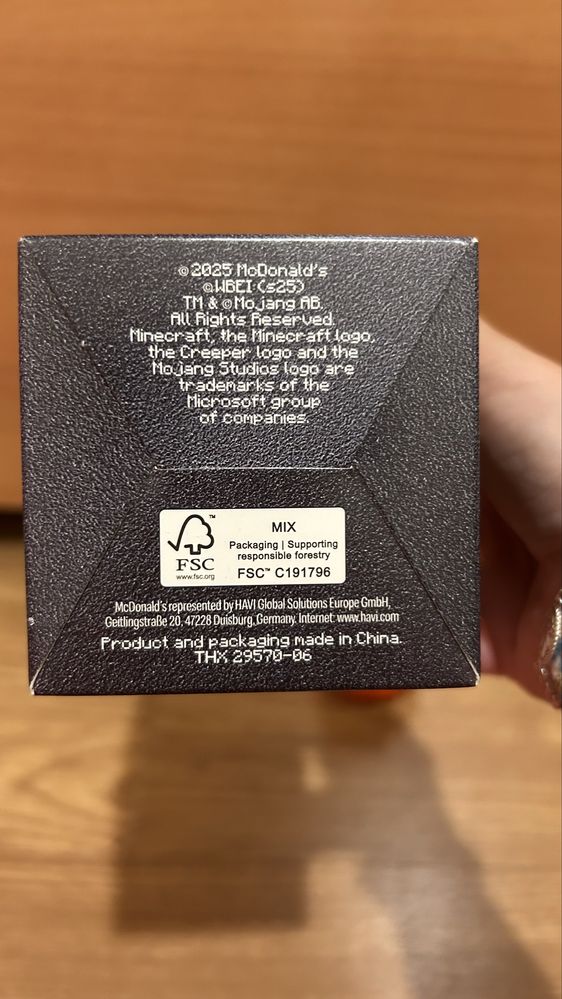 ©2025 McDonald's
©WBEI (s25)
TM & ©Mojang AB.
All Rights Reserved.
Minecraft, the Minecraft logo,
the Creeper logo and the
Mojang Studios logo are
trademarks of the
Microsoft group
of companies.
™
FSC
www.fsc.org
MIX
Packaging | Supporting
responsible forestry
FSC™ C191796
McDonald's represented by HAVI Global Solutions Europe GmbH,
Geitlingstraße 20, 47228 Duisburg, Germany. Internet: www.havi.com
Product and packaging made in China.
THX 29570-06